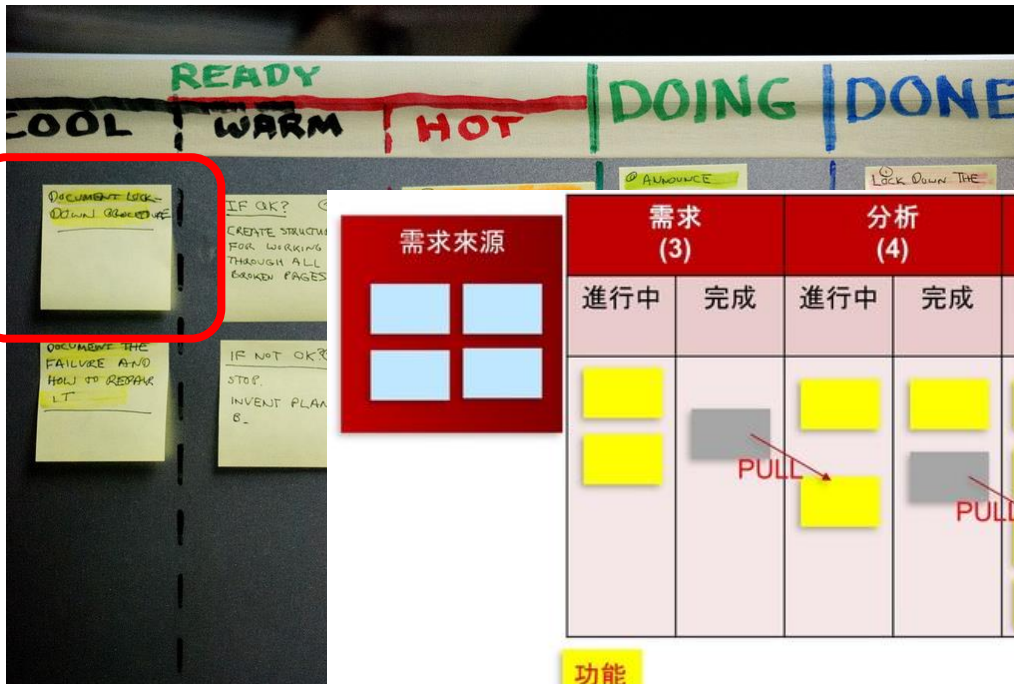 READY
COOL
WARM
HOT
DOING
DONE
DOCUMENT LOCK-
DOWN PROCEDURE
IF OK?
CREATE STRUCTU
FOR WORKING
THROUGH ALL
BROKEN PAGES
ANNOUNCE
LOCK DOWN THE
DOCUMENT THE
FAILURE AND
HOW TO REPAIR
IT
IF NOT OK?
STOP.
INVENT PLAN
B_
需求來源
需求
(3)
分析
(4)
進行中
完成
進行中
完成
PULL
PULL
功能